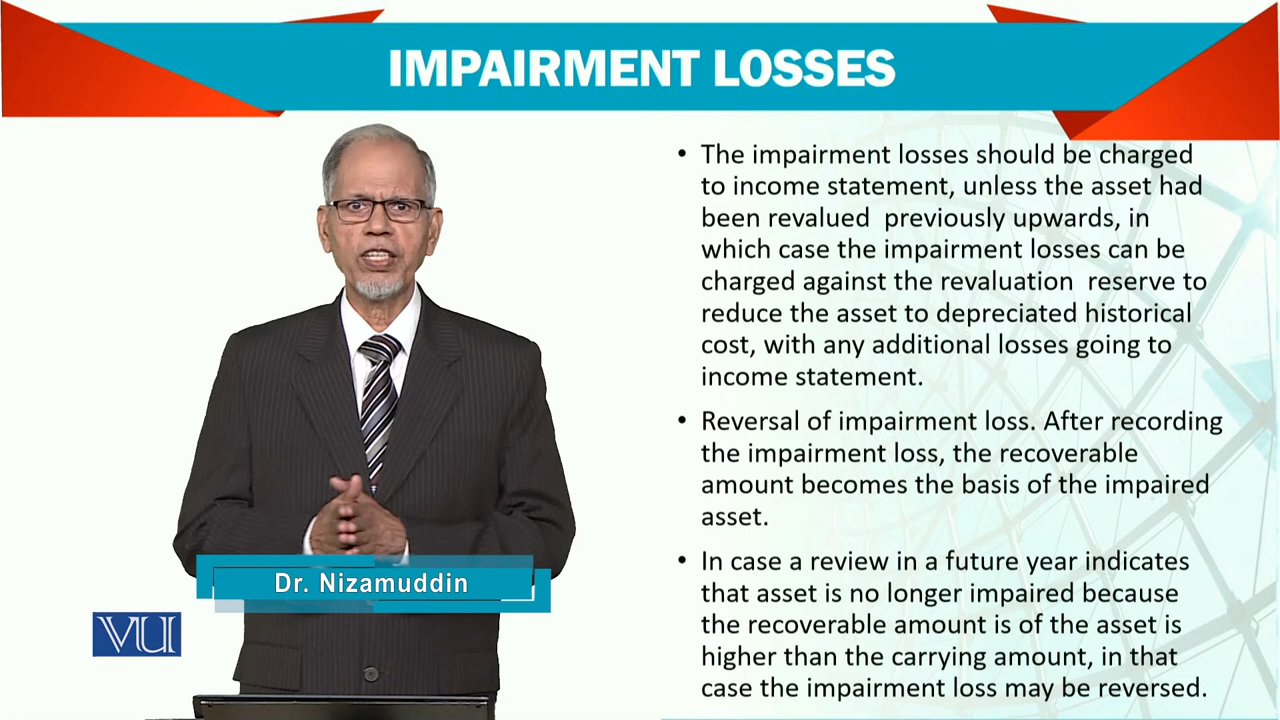 IMPAIRMENT LOSSES
• The impairment losses should be charged
to income statement, unless the asset had
been revalued previously upwards, in
which case the impairment losses can be
charged against the revaluation reserve to
reduce the asset to depreciated historical
cost, with any additional losses going to
income statement.
• Reversal of impairment loss. After recording
the impairment loss, the recoverable
amount becomes the basis of the impaired
asset.
• In case a review in a future year indicates
that asset is no longer impaired because
the recoverable amount is of the asset is
higher than the carrying amount, in that
case the impairment loss may be reversed.
Dr. Nizamuddin
VU